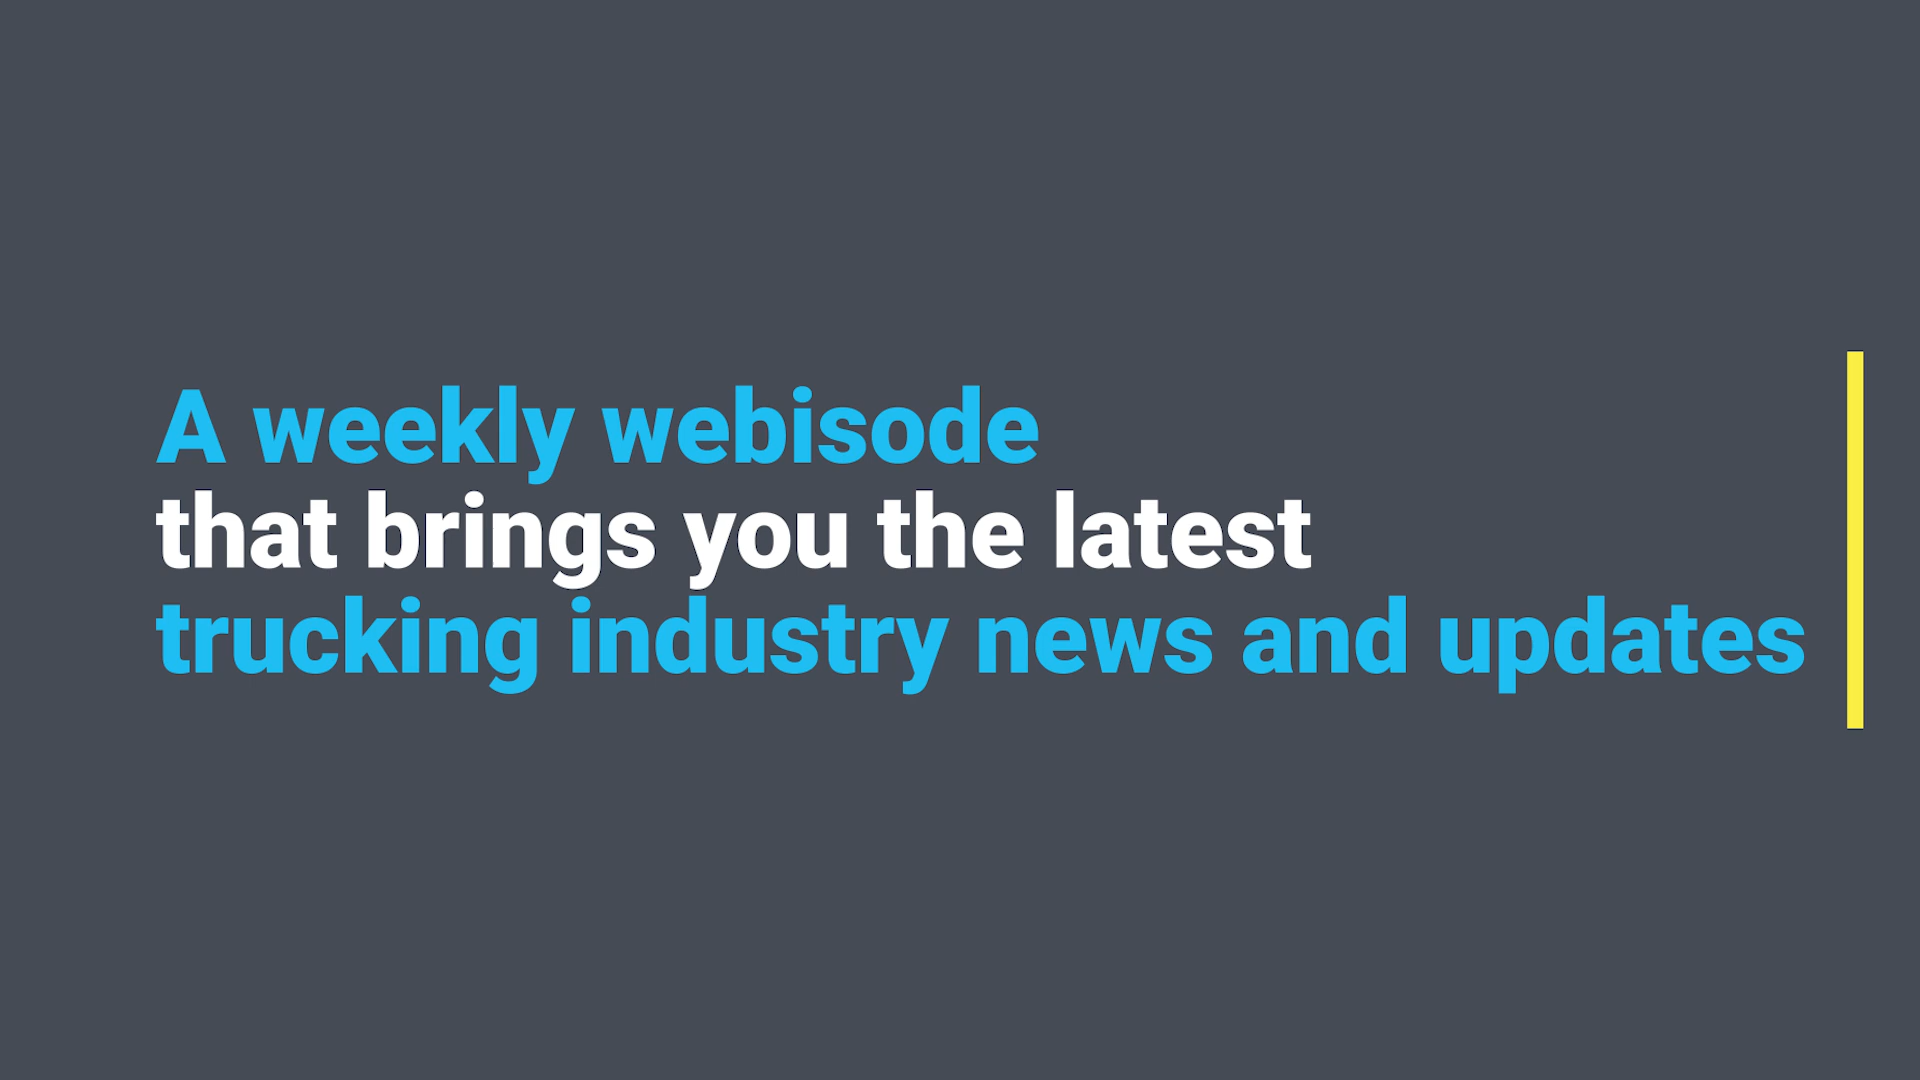 A weekly webisode
that brings you the latest
trucking industry news and updates